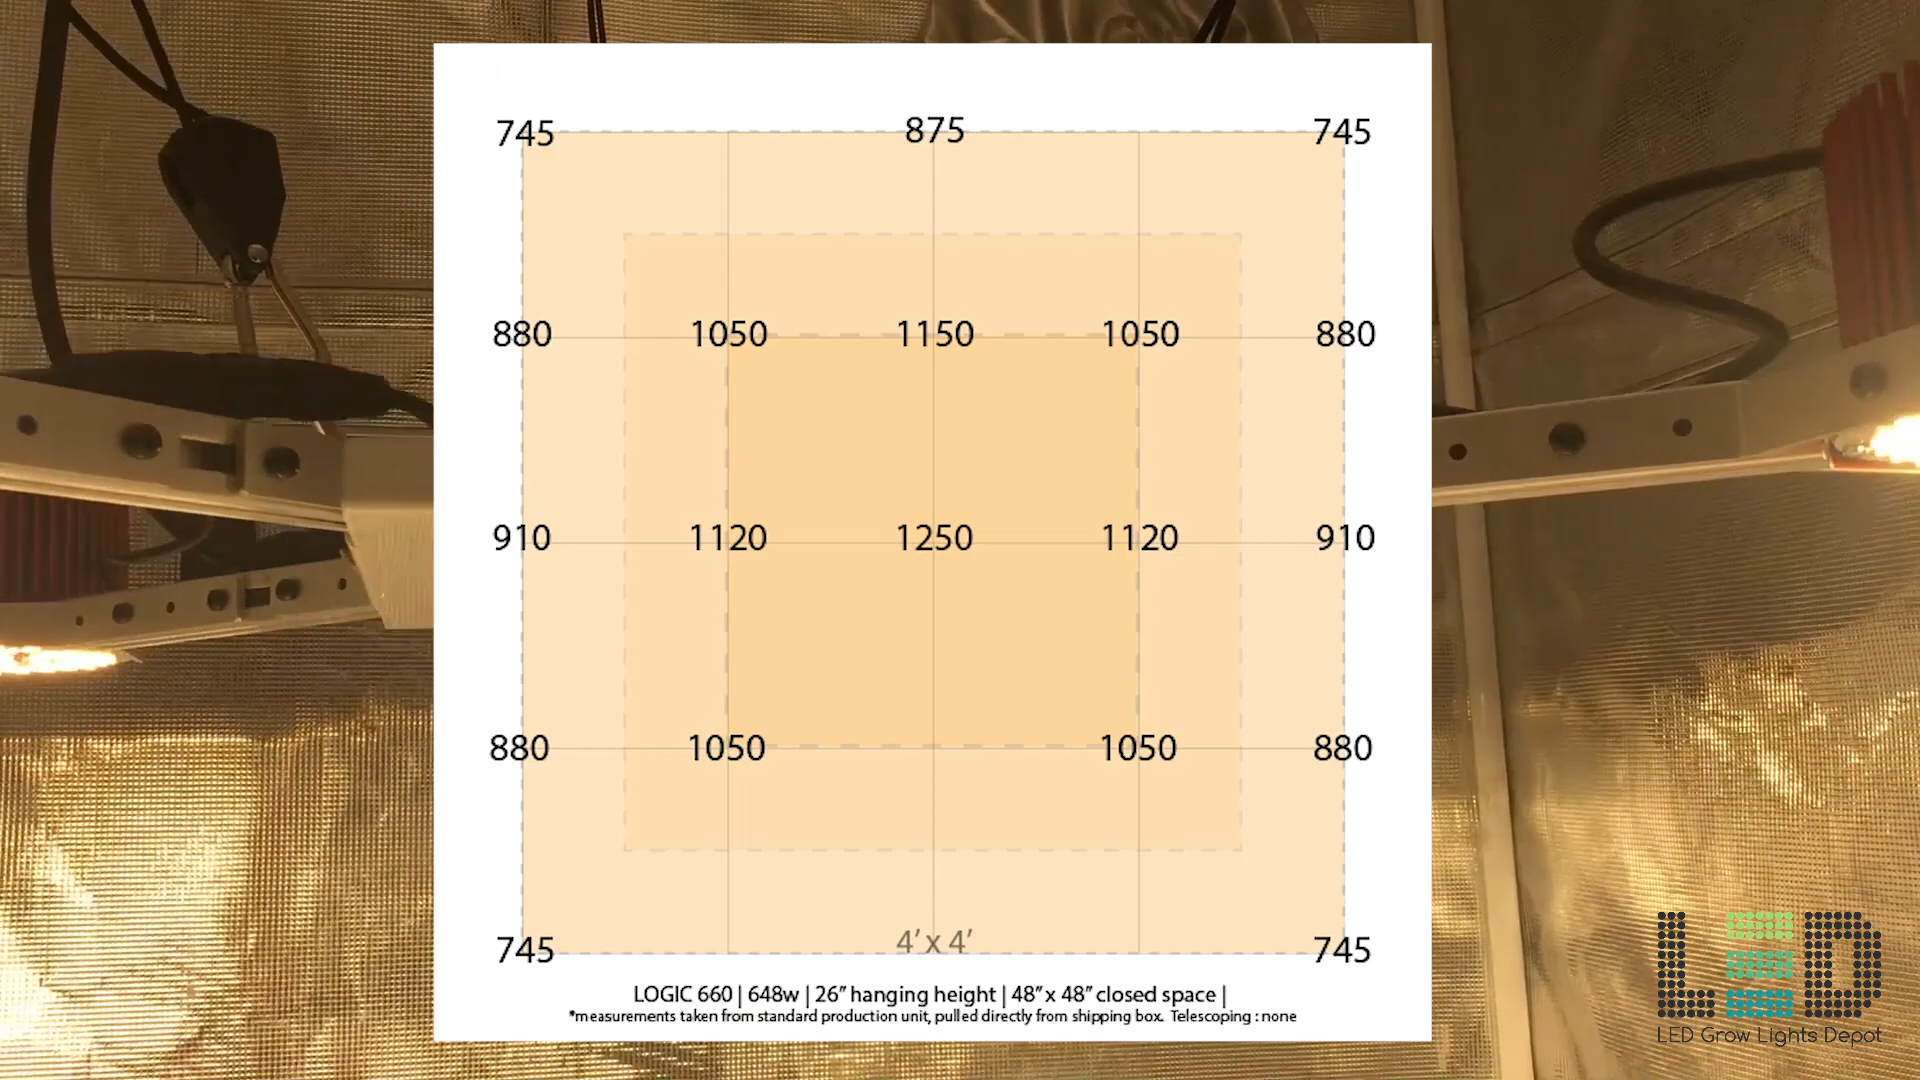 745 875 745
880 1050 1150 1050 880
910 1120 1250 1120 910
880 1050 1050 880
745 4' x 4' 745
LOGIC 660 | 648w | 26" hanging height | 48" x 48" closed space |
*measurements taken from standard production unit, pulled directly from shipping box. Telescoping : none
LED
LED Grow Lights Depot